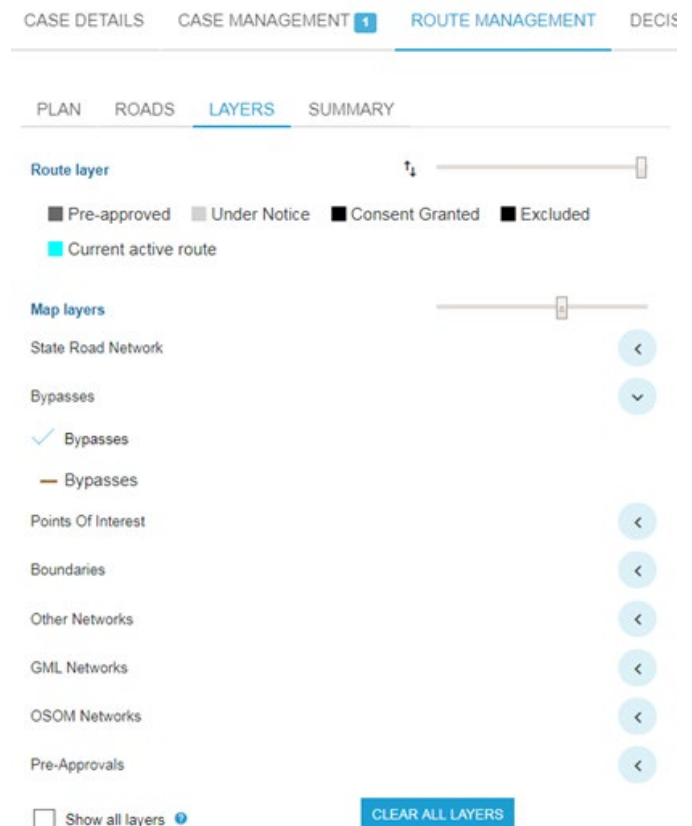 CASE DETAILS CASE MANAGEMENT 1 ROUTE MANAGEMENT DECIS
PLAN ROADS LAYERS SUMMARY
Route layer
Pre-approved Under Notice Consent Granted Excluded
Current active route
Map layers
State Road Network
Bypasses
Bypasses
Bypasses
Points Of Interest
Boundaries
Other Networks
GML Networks
OSOM Networks
Pre-Approvals
Show all layers ? CLEAR ALL LAYERS